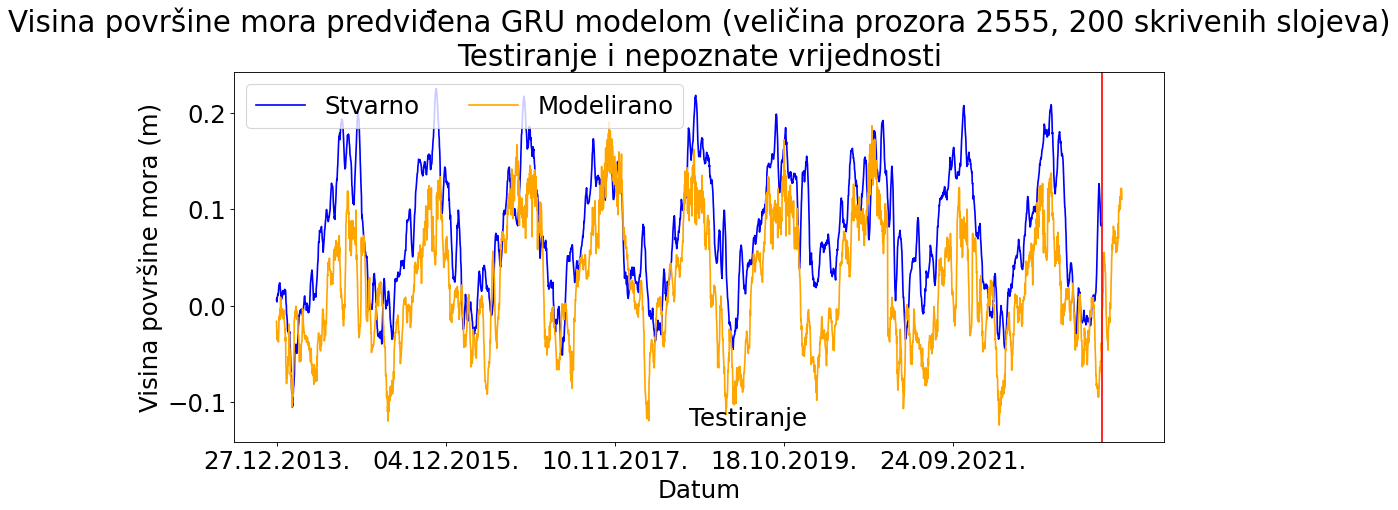 Visina površine mora predviđena GRU modelom (veličina prozora 2555, 200 skrivenih slojeva)
Testiranje i nepoznate vrijednosti
Stvarno
Modelirano
Visina površine mora (m)
0.2
0.1
0.0
−0.1
Testiranje
27.12.2013.
04.12.2015.
10.11.2017.
18.10.2019.
24.09.2021.
Datum